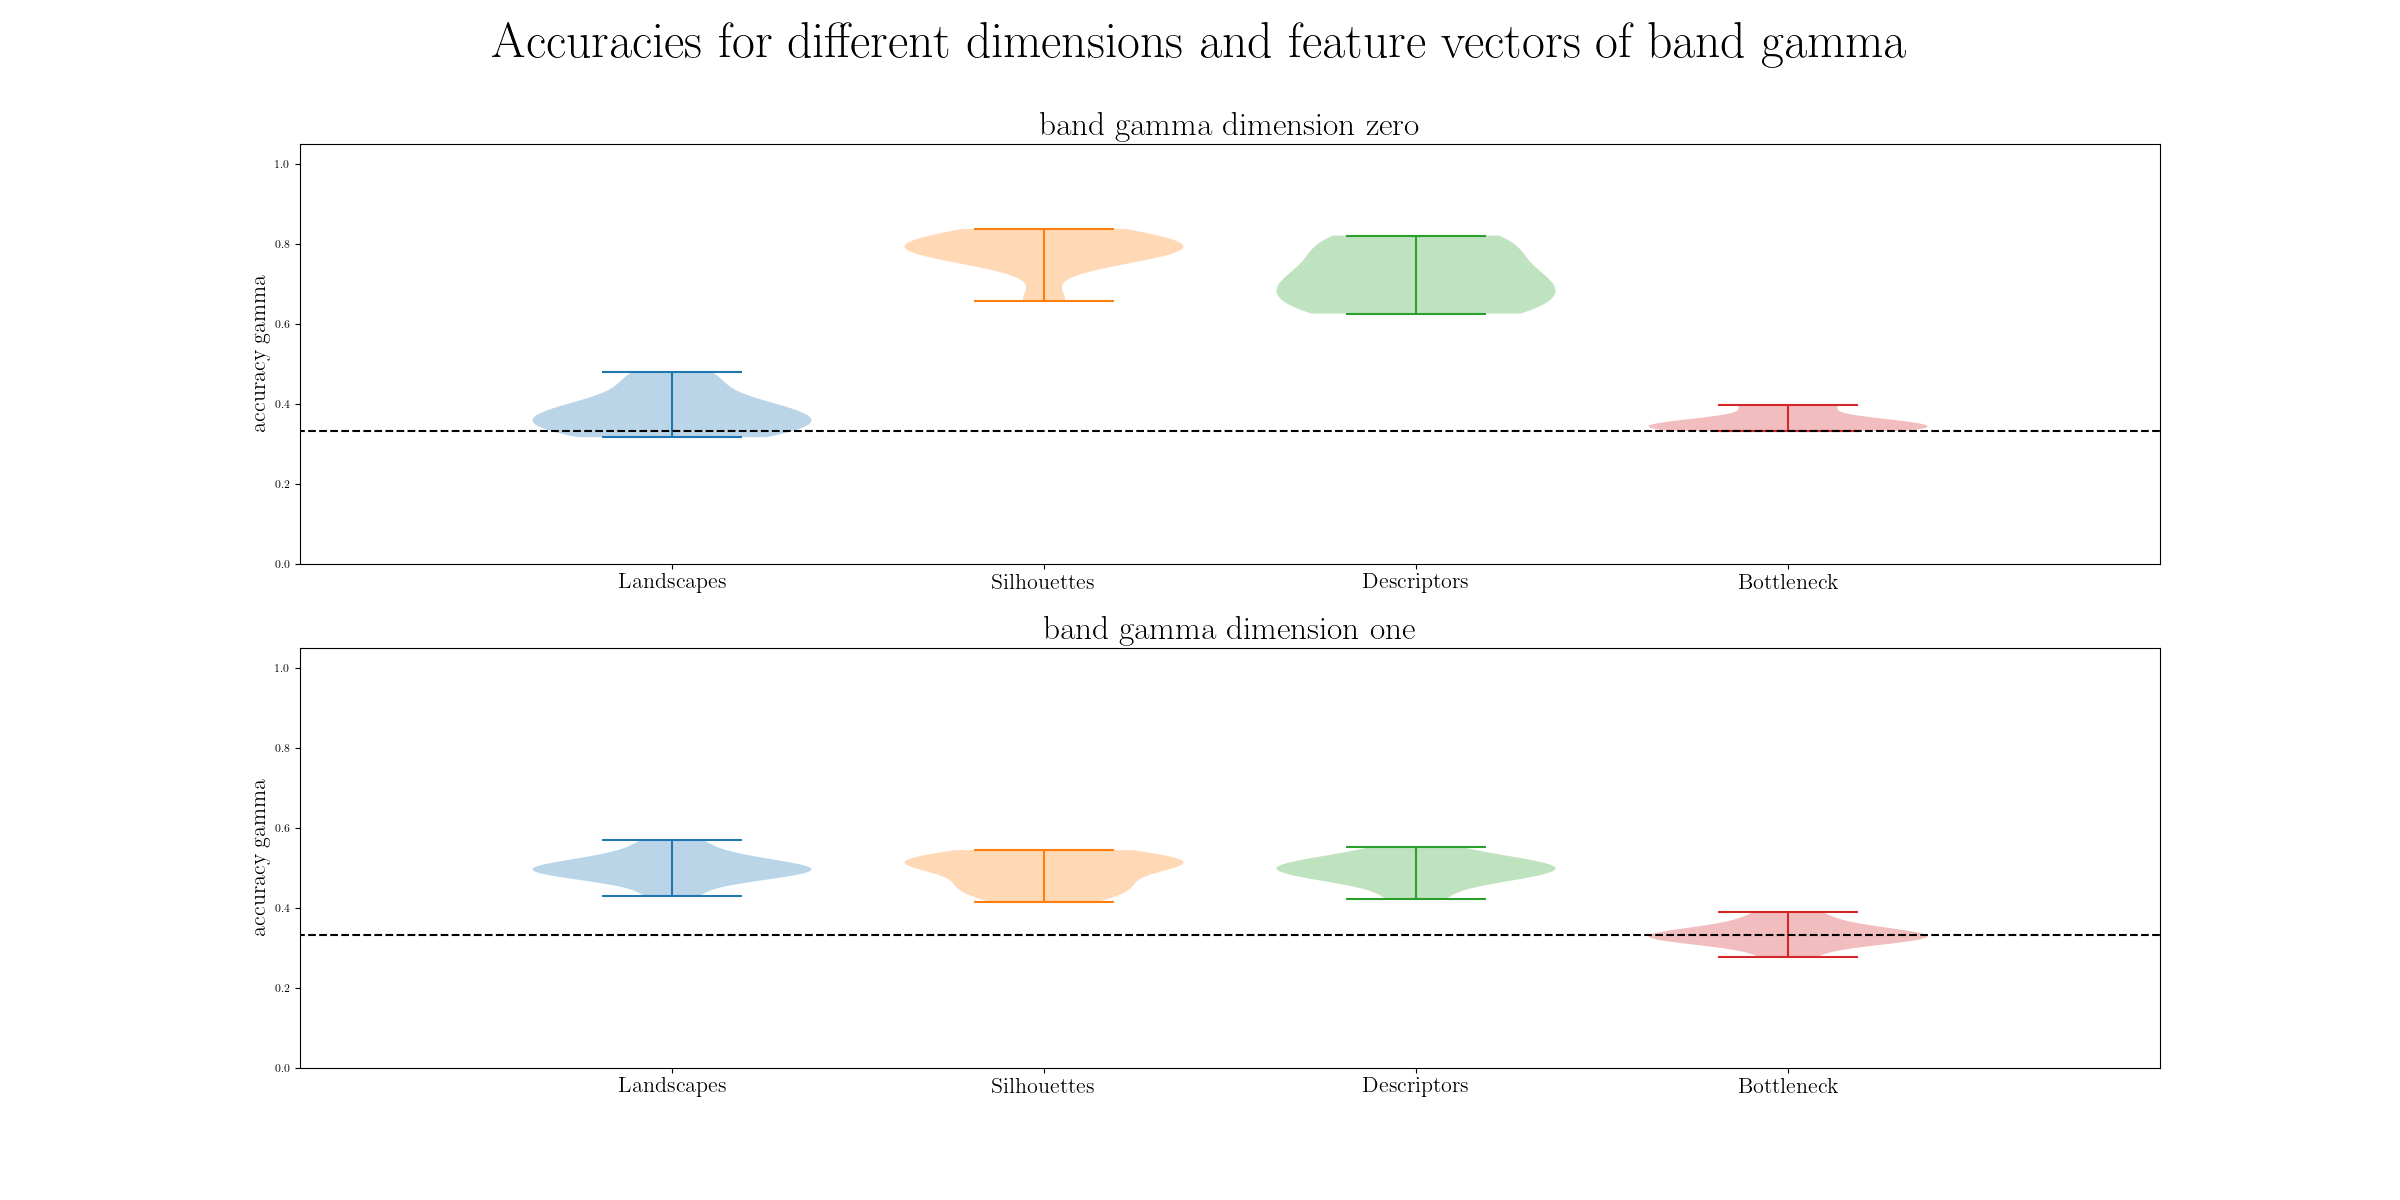 Accuracies for different dimensions and feature vectors of band gamma
band gamma dimension zero
accuracy gamma
1.0
0.8
0.6
0.4
0.2
0.0
Landscapes Silhouettes Descriptors Bottleneck
band gamma dimension one
accuracy gamma
1.0
0.8
0.6
0.4
0.2
0.0
Landscapes Silhouettes Descriptors Bottleneck